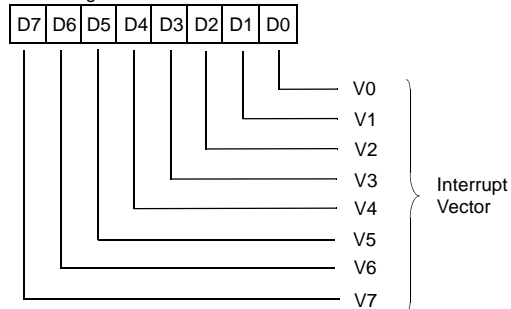 D7 D6 D5 D4 D3 D2 D1 D0
V0
V1
V2
V3
V4
V5
V6
V7
Interrupt
Vector